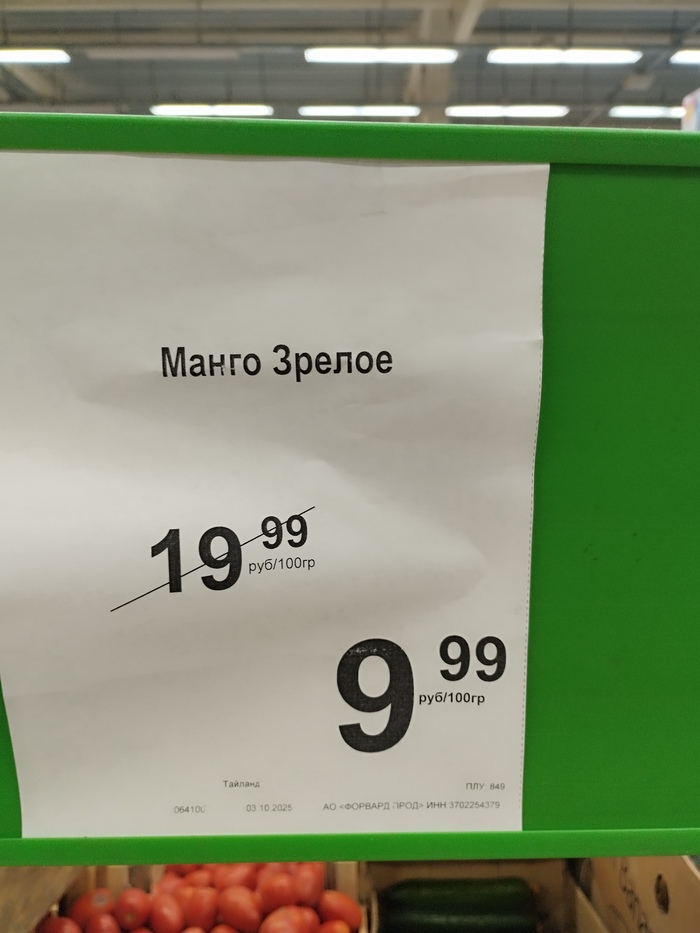 Манго Зрелое
19 99
руб/100гр
9 99
руб/100гр
Тайланд
ПЛУ: 849
064100 03.10.2025 АО <ФОРВАРД ПРОД> ИНН 3702254379